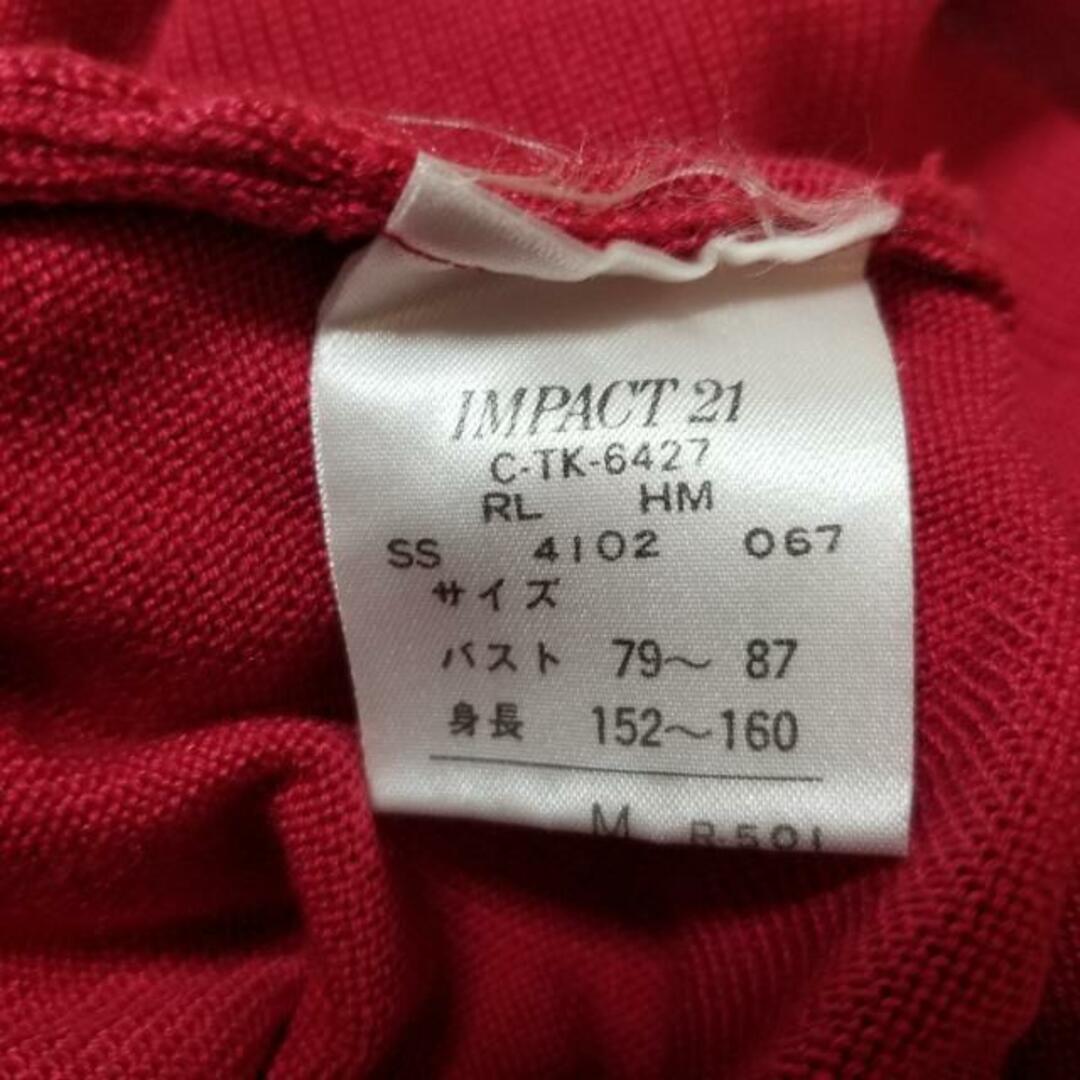 IMPACT 21
C-TK-6427
RL HM
SS 4102 067
サイズ
バスト 79〜 87
身長 152〜160
M R-501